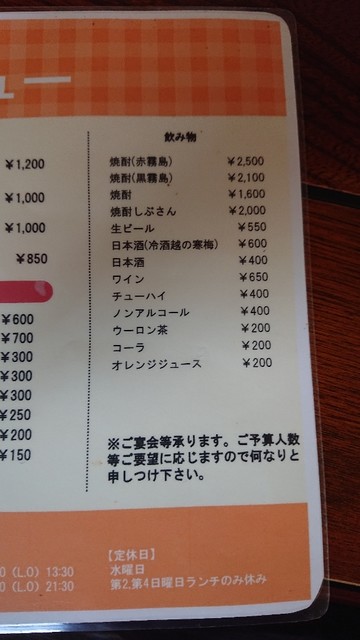 ュー
¥1,200
¥1,000
¥1,000
¥850
¥600
¥700
¥300
¥300
¥300
¥250
¥200
¥150
飲み物
焼酎(赤霧島) ¥2,500
焼酎(黒霧島) ¥2,100
焼酎 ¥1,600
焼酎しぶさん ¥2,000
生ビール ¥550
日本酒(冷酒越の寒梅) ¥600
日本酒 ¥400
ワイン ¥650
チューハイ ¥400
ノンアルコール ¥400
ウーロン茶 ¥200
コーラ ¥200
オレンジジュース ¥200
※ご宴会等承ります。ご予算人数
等ご要望に応じますので何なりと
申しつけ下さい。
0 (L.O) 13:30
0 (L.O) 21:30
【定休日】
水曜日
第2,第4日曜日ランチのみ休み